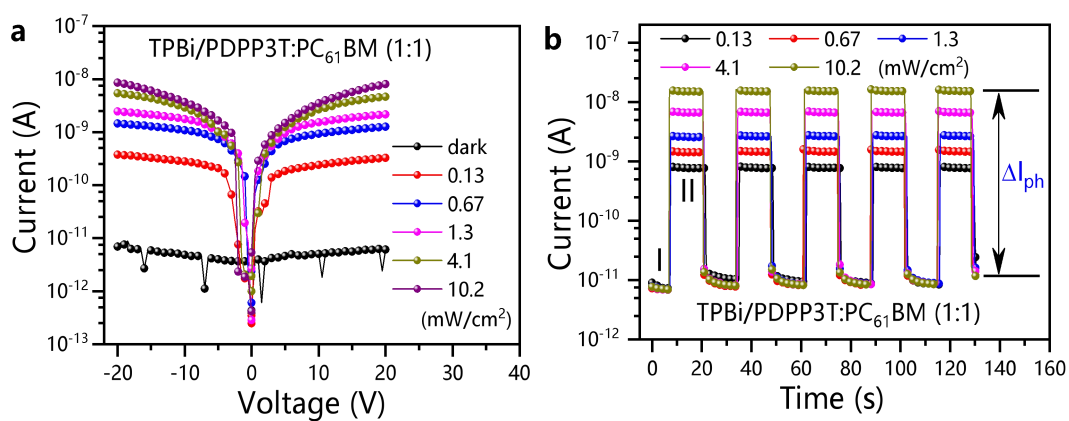 a
TPBi/PDPP3T:PC₆₁BM (1:1)
10⁻⁷
10⁻⁸
10⁻⁹
10⁻¹⁰
10⁻¹¹
10⁻¹²
10⁻¹³
Current (A)
dark
0.13
0.67
1.3
4.1
10.2
(mW/cm²)
-20 -10 0 10 20 30 40
Voltage (V)
b
0.13 0.67 1.3
4.1 10.2 (mW/cm²)
10⁻⁷
10⁻⁸
10⁻⁹
10⁻¹⁰
10⁻¹¹
10⁻¹²
Current (A)
I
II
ΔIₚₕ
TPBi/PDPP3T:PC₆₁BM (1:1)
0 20 40 60 80 100 120 140 160
Time (s)